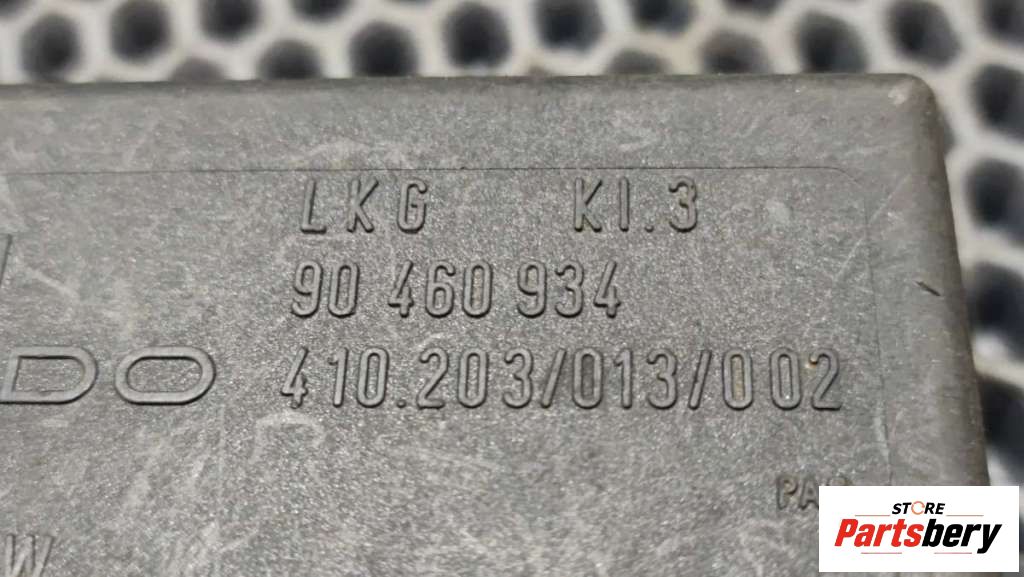 LKG KI.3
90 460 934
DO 410.203/013/002
W
STORE
Partsbery